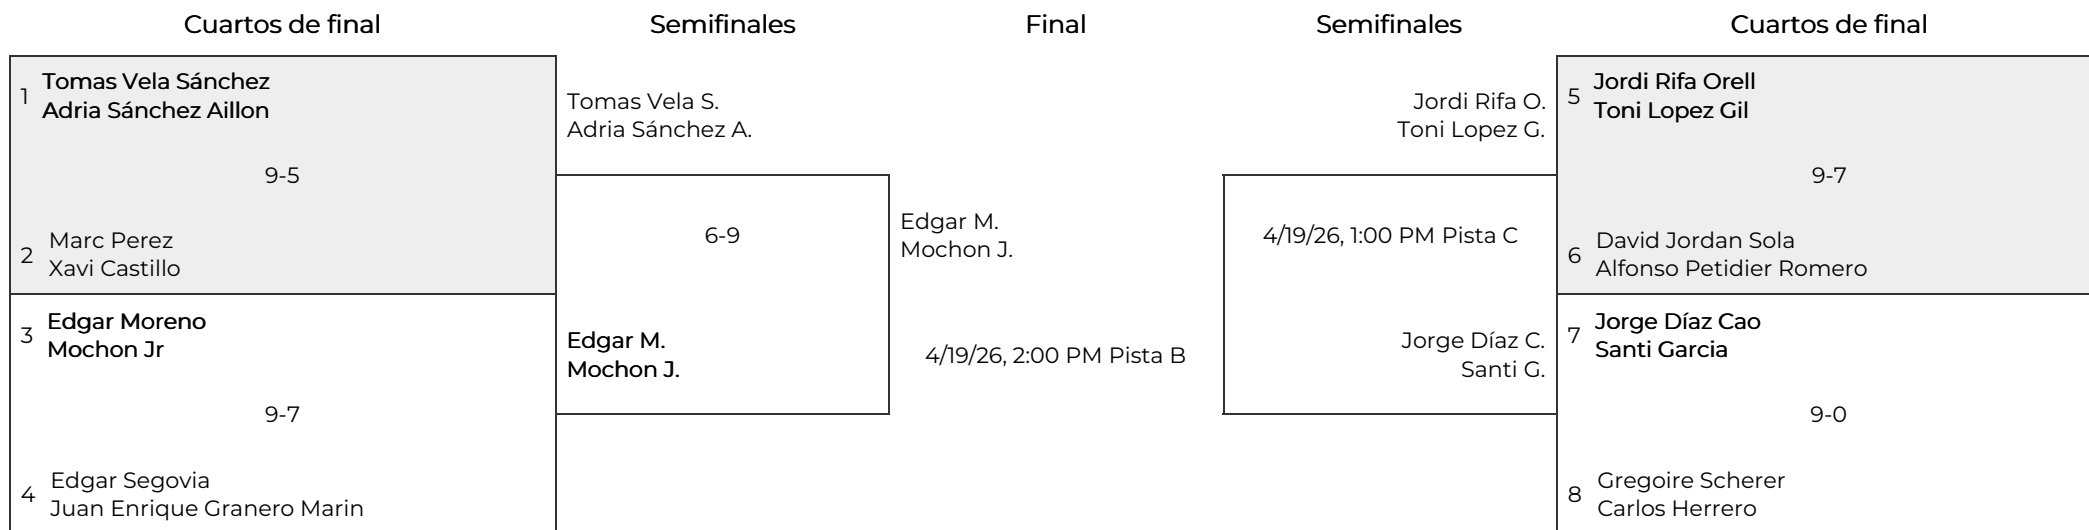 Cuartos de final
Semifinales
Final
Semifinales
Cuartos de final
1
Tomas Vela Sánchez
Adria Sánchez Aillon
9-5
2
Marc Perez
Xavi Castillo
3
Edgar Moreno
Mochon Jr
9-7
4
Edgar Segovia
Juan Enrique Granero Marin
Tomas Vela S.
Adria Sánchez A.
6-9
Edgar M.
Mochon J.
Edgar M.
Mochon J.
4/19/26, 2:00 PM Pista B
Jordi Rifa O.
Toni Lopez G.
4/19/26, 1:00 PM Pista C
Jorge Díaz C.
Santi G.
5
Jordi Rifa Orell
Toni Lopez Gil
9-7
6
David Jordan Sola
Alfonso Petidier Romero
7
Jorge Díaz Cao
Santi Garcia
9-0
8
Gregoire Scherer
Carlos Herrero